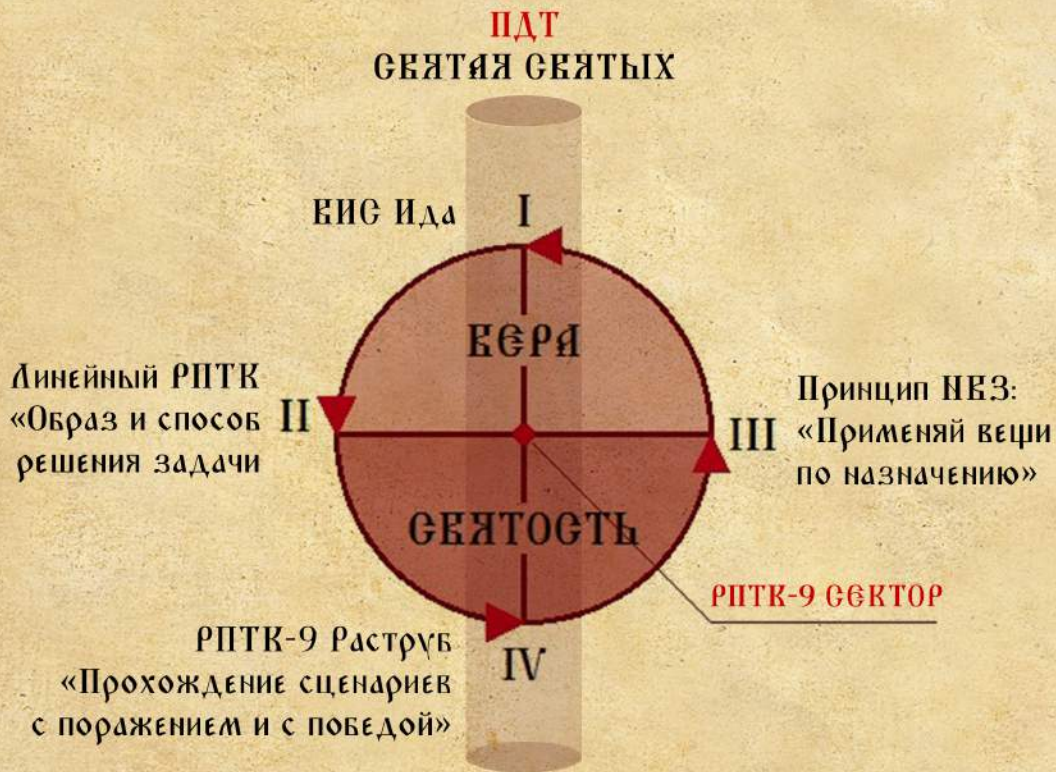 ПДТ
СВЯТАЯ СВЯТЫХ
ВИС Ида
I
ВЕРА
Линейный РПТК
«Образ и способ
решения задачи
II
III
Принцип НВЗ:
«Применяй вещи
по назначению»
СВЯТОСТЬ
РПТК-9 СЕКТОР
РПТК-9 Раструб
«Прохождение сценариев
с поражением и с победой»
IV